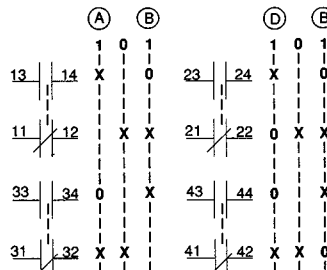 A B D B
1 0 1 1 0 1
13 14 X 0 23 24 X 0
11 12 X X 21 22 0 X X
33 34 0 X 43 44 0 X
31 32 X X 41 42 X X 0